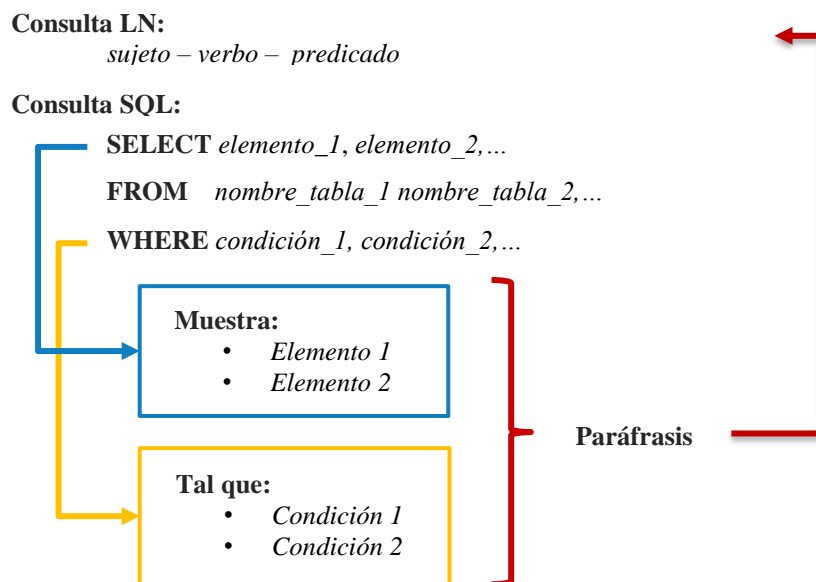 Consulta LN:
sujeto – verbo – predicado
Consulta SQL:
SELECT elemento_1, elemento_2,…
FROM nombre_tabla_1 nombre_tabla_2,…
WHERE condición_1, condición_2,…
Muestra:
• Elemento 1
• Elemento 2
Paráfrasis
Tal que:
• Condición 1
• Condición 2